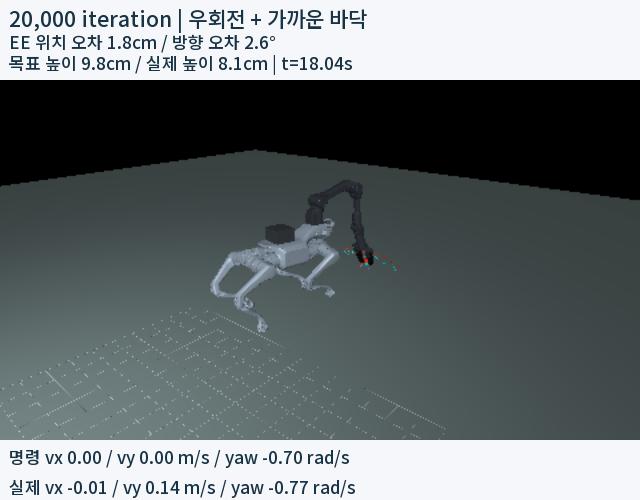 20,000 iteration | 우회전 + 가까운 바닥
EE 위치 오차 1.8cm / 방향 오차 2.6°
목표 높이 9.8cm / 실제 높이 8.1cm | t=18.04s
명령 vx 0.00 / vy 0.00 m/s / yaw -0.70 rad/s
실제 vx -0.01 / vy 0.14 m/s / yaw -0.77 rad/s